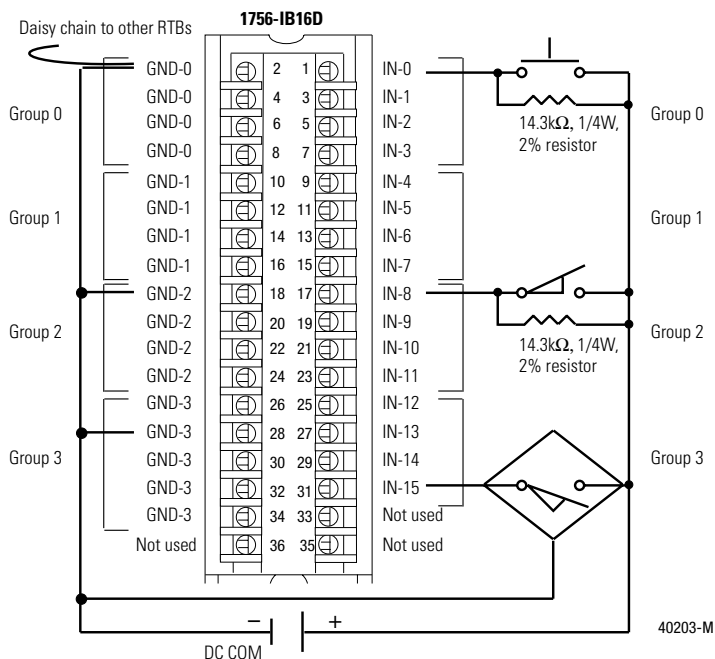 1756-IB16D
Daisy chain to other RTBs
GND-0 2 1 IN-0
GND-0 4 3 IN-1
Group 0 Group 0
GND-0 6 5 IN-2
14.3kΩ, 1/4W,
2% resistor
GND-0 8 7 IN-3
GND-1 10 9 IN-4
GND-1 12 11 IN-5
Group 1 Group 1
GND-1 14 13 IN-6
GND-1 16 15 IN-7
GND-2 18 17 IN-8
GND-2 20 19 IN-9
Group 2 Group 2
14.3kΩ, 1/4W,
2% resistor
GND-2 22 21 IN-10
GND-2 24 23 IN-11
GND-3 26 25 IN-12
GND-3 28 27 IN-13
Group 3 Group 3
GND-3 30 29 IN-14
GND-3 32 31 IN-15
GND-3 34 33 Not used
Not used 36 35 Not used
– +
DC COM
40203-M